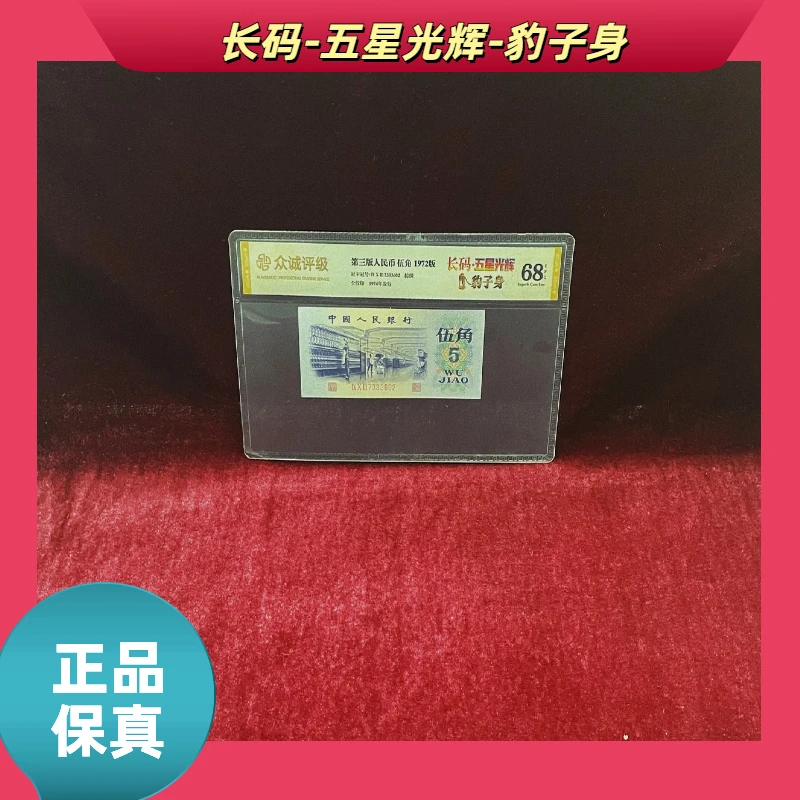 长码-五星光辉-豹子身
众诚评级
第三版人民币 伍角 1972版
长码·五星光辉
豹子身
68
中国人民银行
伍角
5
WU
JIAO
正品
保真